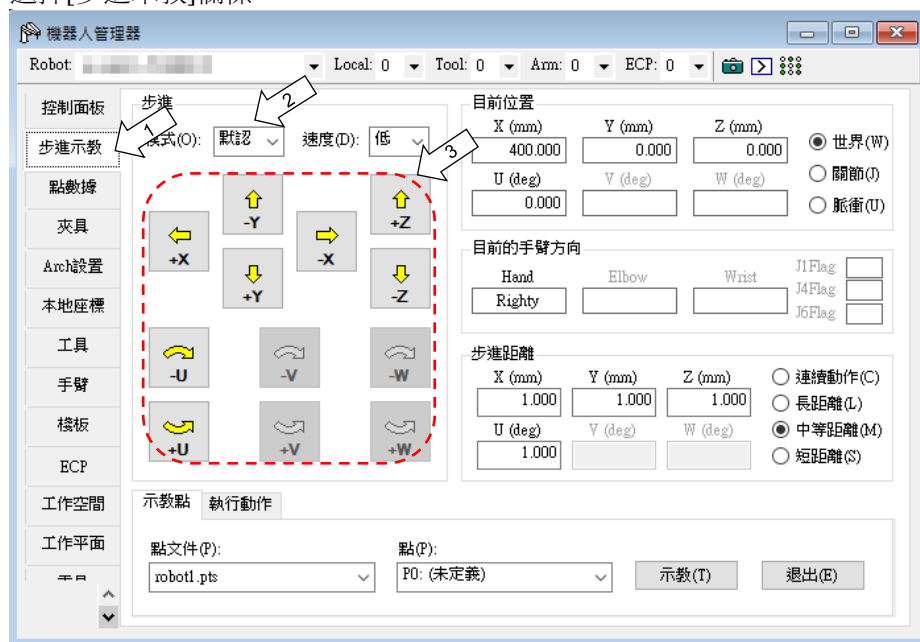 機器人管理器
Robot: Local: 0 Tool: 0 Arm: 0 ECP: 0
控制面板
步進示教
點數據
夾具
Arch設置
本地座標
工具
手臂
棧板
ECP
工作空間
工作平面
步進
1
2
3
(O): 默認 速度(D): 低
-Y
+Z
+X
-X
+Y
-Z
-U
-V
-W
+U
+V
+W
目前位置
X (mm) Y (mm) Z (mm)
400.000 0.000 0.000
U (deg) V (deg) W (deg)
0.000
世界(W)
關節(J)
脈衝(U)
目前的手臂方向
Hand Elbow Wrist
Righty
J1Flag
J4Flag
J6Flag
步進距離
X (mm) Y (mm) Z (mm)
1.000 1.000 1.000
U (deg) V (deg) W (deg)
1.000
連續動作(C)
長距離(L)
中等距離(M)
短距離(S)
示教點 執行動作
點文件(P): 點(P):
robot1.pts P0: (未定義) 示教(T) 退出(E)